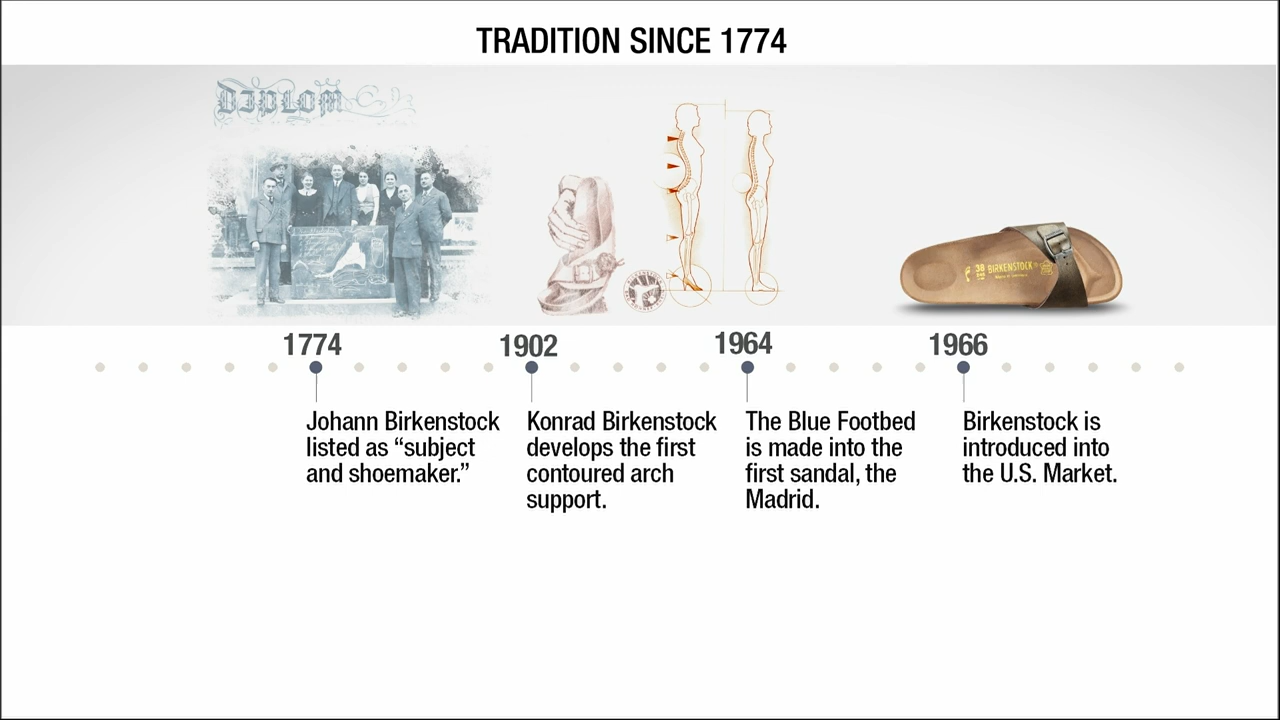 TRADITION SINCE 1774
Diplom
38
BIRKENSTOCK
1774
1902
1964
1966
Johann Birkenstock
listed as “subject
and shoemaker.”
Konrad Birkenstock
develops the first
contoured arch
support.
The Blue Footbed
is made into the
first sandal, the
Madrid.
Birkenstock is
introduced into
the U.S. Market.